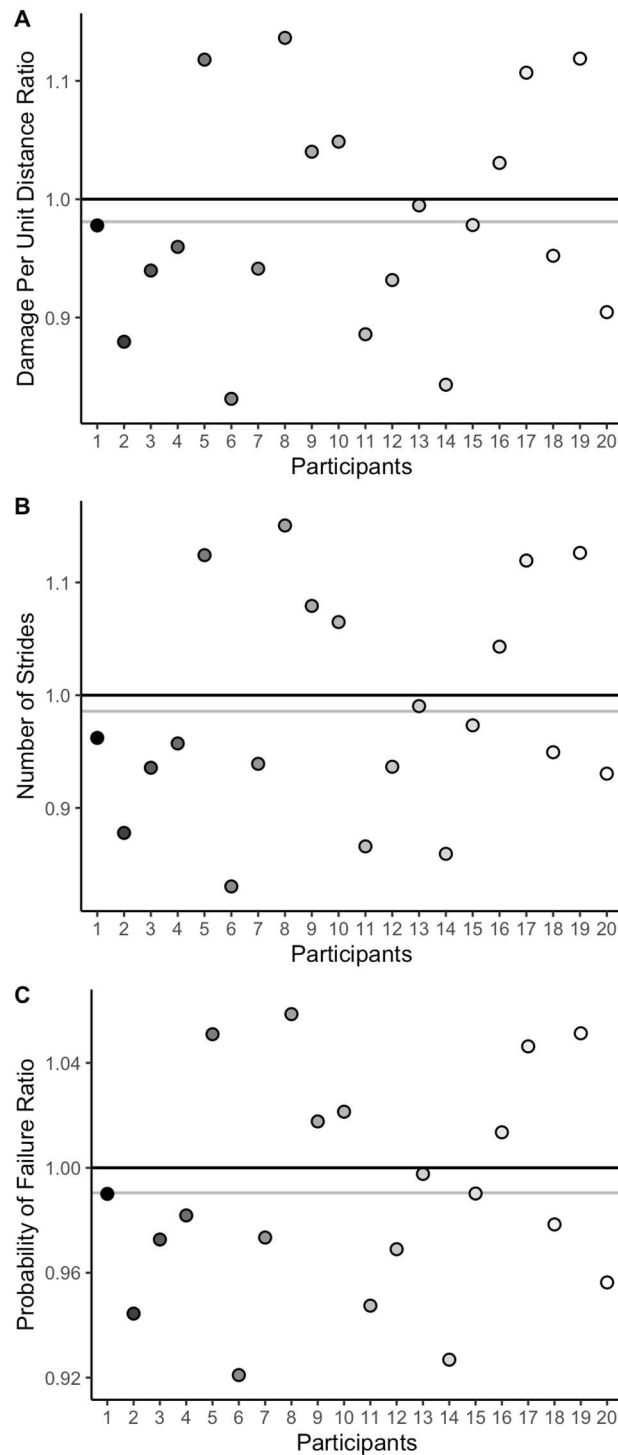 A
Damage Per Unit Distance Ratio
1.1
1.0
0.9
1 2 3 4 5 6 7 8 9 10 11 12 13 14 15 16 17 18 19 20
Participants
B
Number of Strides
1.1
1.0
0.9
1 2 3 4 5 6 7 8 9 10 11 12 13 14 15 16 17 18 19 20
Participants
C
Probability of Failure Ratio
1.04
1.00
0.96
0.92
1 2 3 4 5 6 7 8 9 10 11 12 13 14 15 16 17 18 19 20
Participants